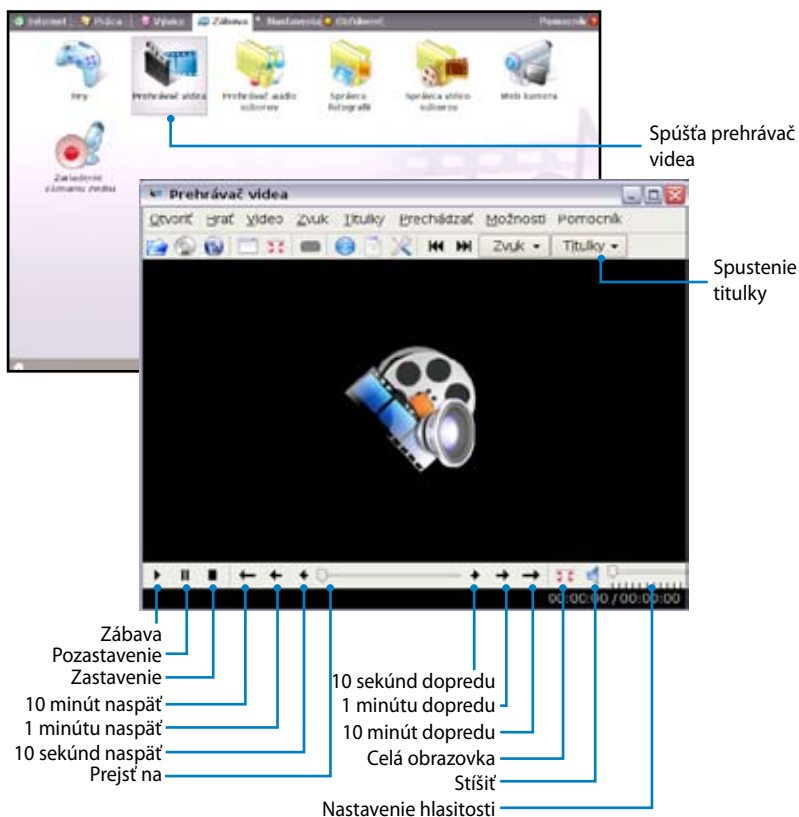 Internet Práca Výuka Zábava Nastavenia Obľúbené Pomocník
Hry
Prehrávač videa
Prehrávač audio
súborov
Správca
fotografií
Správca video
súborov
Web kamera
Zariadenie
záznamu zvuku
Spúšťa prehrávač
videa
Prehrávač videa
Otvoriť Hrať Video Zvuk Titulky Prechádzať Možnosti Pomocník
Zvuk Titulky
Spustenie
titulky
00:00:00 / 00:00:00
Zábava
Pozastavenie
Zastavenie
10 minút naspäť
1 minútu naspäť
10 sekúnd naspäť
Prejsť na
10 sekúnd dopredu
1 minútu dopredu
10 minút dopredu
Celá obrazovka
Stíšiť
Nastavenie hlasitosti